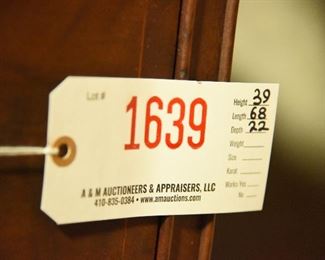 Lot #
1639
Height 39
Length 68
Depth 22
Weight
Size
Karat
Works Yes
No
A & M AUCTIONEERS & APPRAISERS, LLC
410-835-0384 • www.amauctions.com